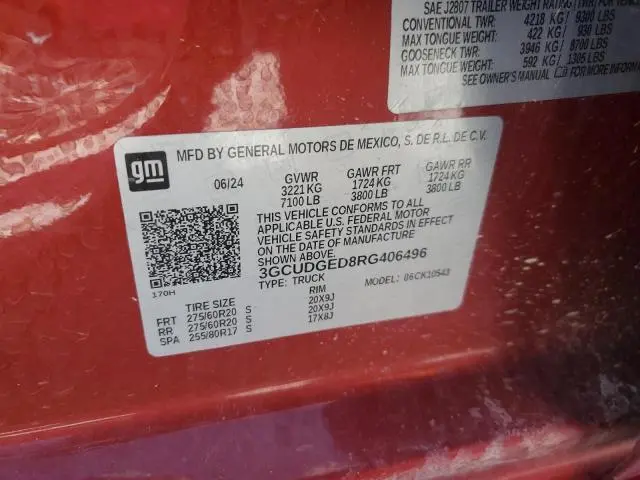 SAE J2807 TRAILER WEIGHT RATING
CONVENTIONAL TWR: 4218 KG / 9300 LBS
MAX TONGUE WT: 422 KG / 930 LBS
GOOSENECK TWR: 3946 KG / 8700 LBS
MAX TONGUE WT: 592 KG / 1305 LBS
SEE OWNER'S MANUAL FOR MORE INFORM
gm
MFD BY GENERAL MOTORS DE MEXICO, S. DE R.L. DE C.V.
06/24 GVWR GAWR FRT GAWR RR
3221 KG 1724 KG 1724 KG
7100 LB 3800 LB 3800 LB
THIS VEHICLE CONFORMS TO ALL
APPLICABLE U.S. FEDERAL MOTOR
VEHICLE SAFETY STANDARDS IN EFFECT
ON THE DATE OF MANUFACTURE
3GCUDGED8RG406496
170H TYPE: TRUCK MODEL: 06CK10543
TIRE SIZE RIM
FRT 275/60R20 S 20X9J
RR 275/60R20 S 20X9J
SPA 255/80R17 S 17X8J